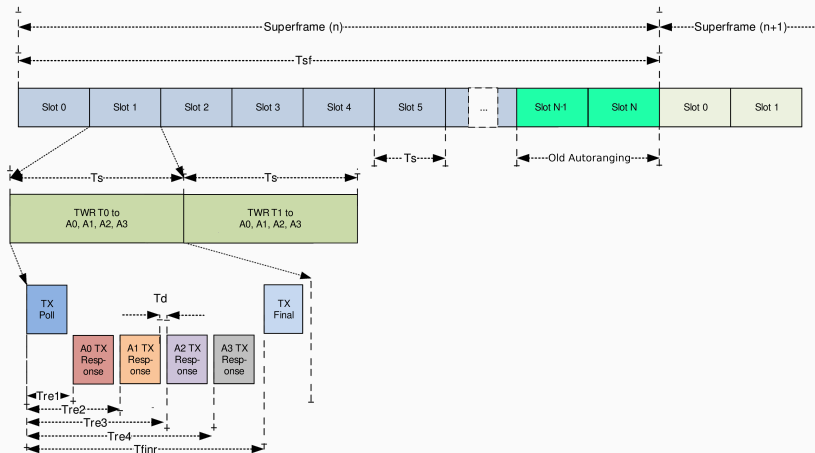 Superframe (n)
Superframe (n+1)
Tsf
Slot 0
Slot 1
Slot 2
Slot 3
Slot 4
Slot 5
...
Slot N-1
Slot N
Slot 0
Slot 1
Ts
Old Autoranging
Ts
Ts
TWR T0 to
A0, A1, A2, A3
TWR T1 to
A0, A1, A2, A3
TX
Poll
Td
TX
Final
A0 TX
Resp-
onse
A1 TX
Resp-
onse
A2 TX
Resp-
onse
A3 TX
Resp-
onse
Tre1
Tre2
Tre3
Tre4
Tfinr